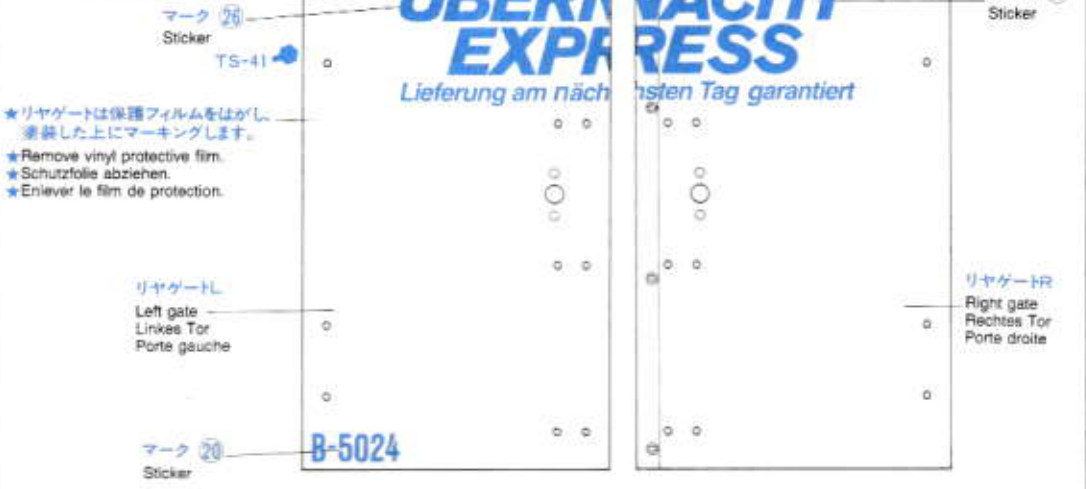 マーク ㉖
Sticker
TS-41
ÜBERNACHT
EXPRESS
Lieferung am nächsten Tag garantiert
Sticker
★リヤゲートは保護フィルムをはがし、
塗装した上にマーキングします。
★Remove vinyl protective film.
★Schutzfolie abziehen.
★Enlever le film de protection.
リヤゲートL
Left gate
Linkes Tor
Porte gauche
リヤゲートR
Right gate
Rechtes Tor
Porte droite
マーク ⑳
Sticker
B-5024